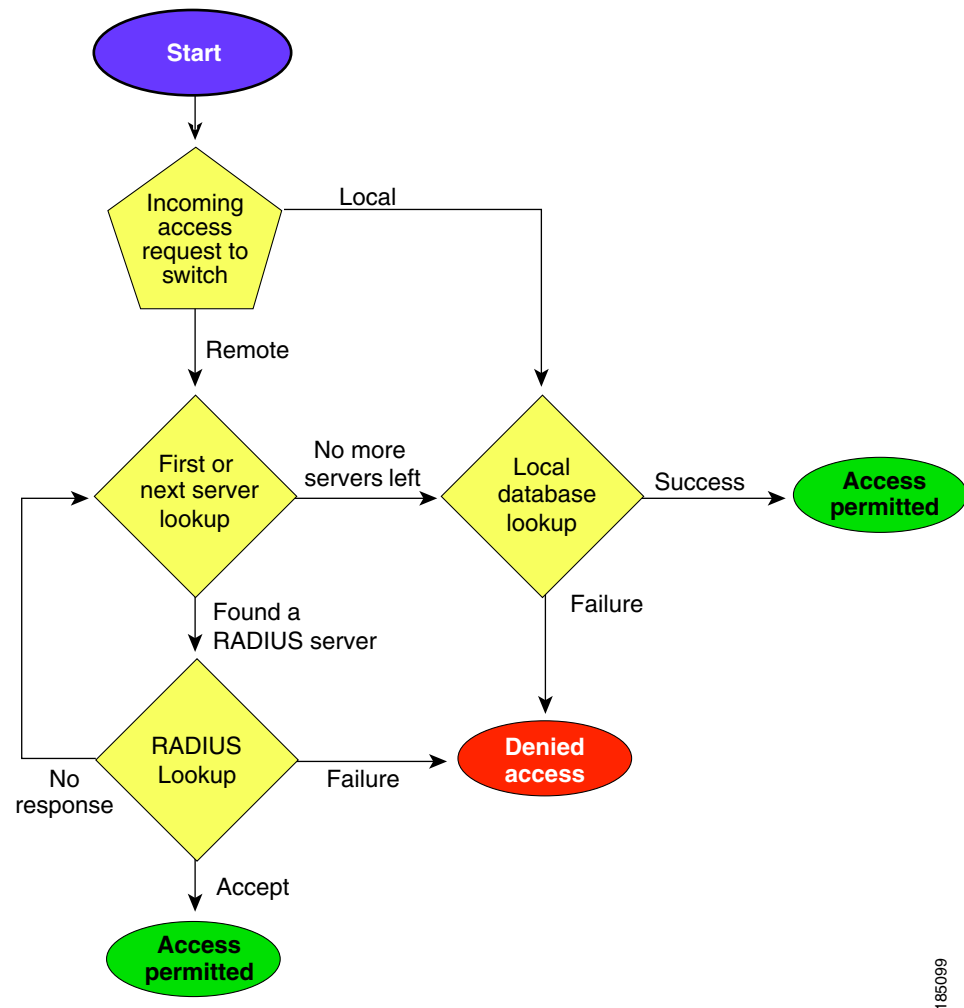 Start
Incoming
access
request to
switch
Local
Remote
First or
next server
lookup
No more
servers left
Local
database
lookup
Success
Access
permitted
Found a
RADIUS server
Failure
RADIUS
Lookup
No
response
Failure
Denied
access
Accept
Access
permitted
185099